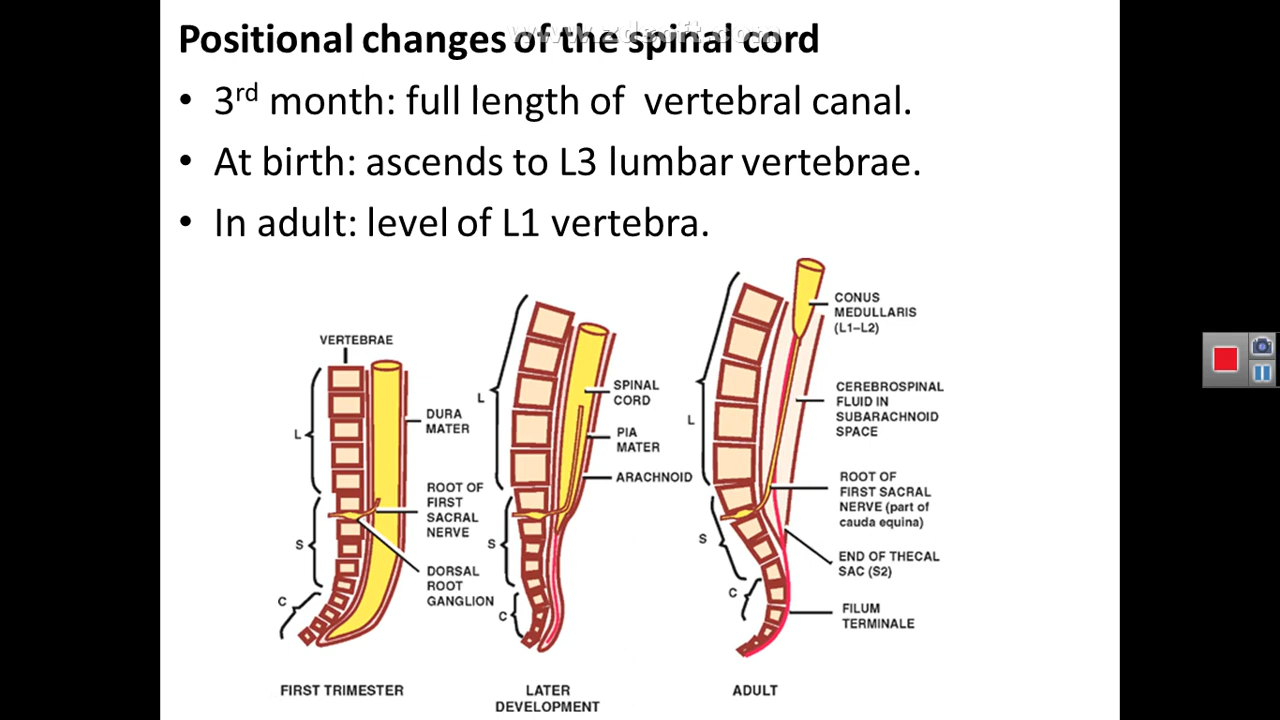 www.zdsoft.com
Positional changes of the spinal cord
• 3rd month: full length of vertebral canal.
• At birth: ascends to L3 lumbar vertebrae.
• In adult: level of L1 vertebra.
VERTEBRAE
L
S
C
DURA
MATER
ROOT OF
FIRST
SACRAL
NERVE
DORSAL
ROOT
GANGLION
FIRST TRIMESTER
L
S
C
SPINAL
CORD
PIA
MATER
ARACHNOID
LATER
DEVELOPMENT
L
S
C
CONUS
MEDULLARIS
(L1–L2)
CEREBROSPINAL
FLUID IN
SUBARACHNOID
SPACE
ROOT OF
FIRST SACRAL
NERVE (part of
cauda equina)
END OF THECAL
SAC (S2)
FILUM
TERMINALE
ADULT